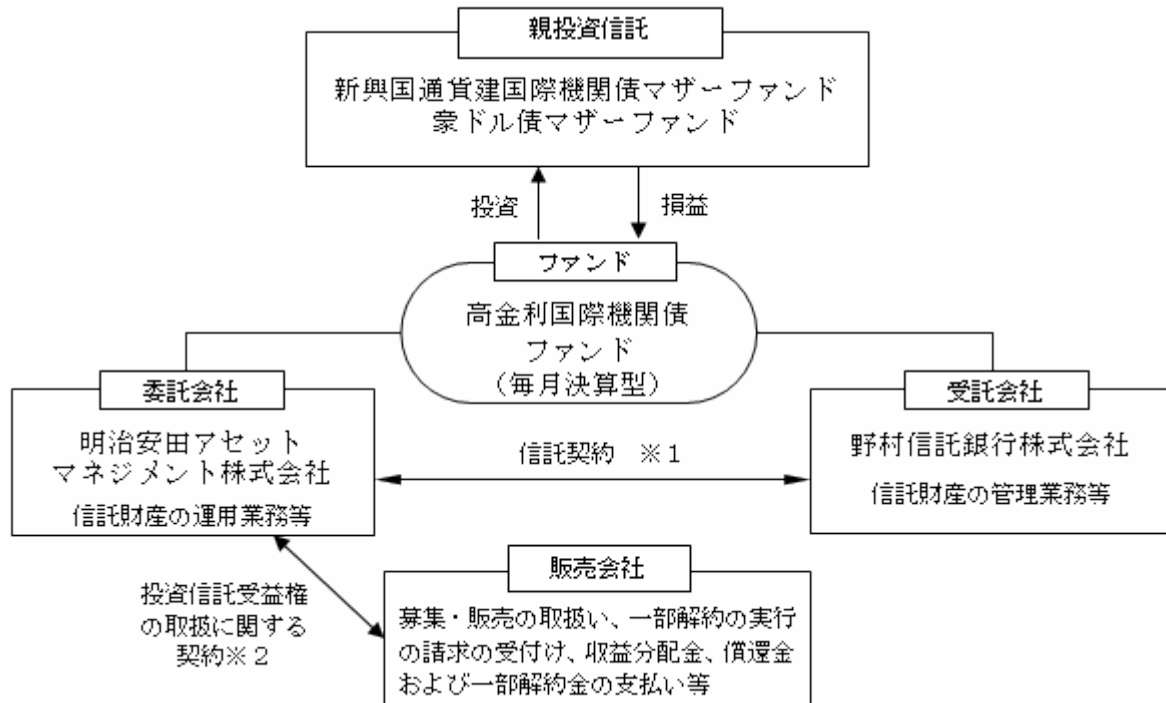 親投資信託
新興国通貨建国際機関債マザーファンド
豪ドル債マザーファンド
投資
損益
ファンド
高金利国際機関債
ファンド
（毎月決算型）
委託会社
明治安田アセット
マネジメント株式会社
信託財産の運用業務等
信託契約　※１
受託会社
野村信託銀行株式会社
信託財産の管理業務等
投資信託受益権
の取扱に関する
契約※２
販売会社
募集・販売の取扱い、一部解約の実行
の請求の受付け、収益分配金、償還金
および一部解約金の支払い等